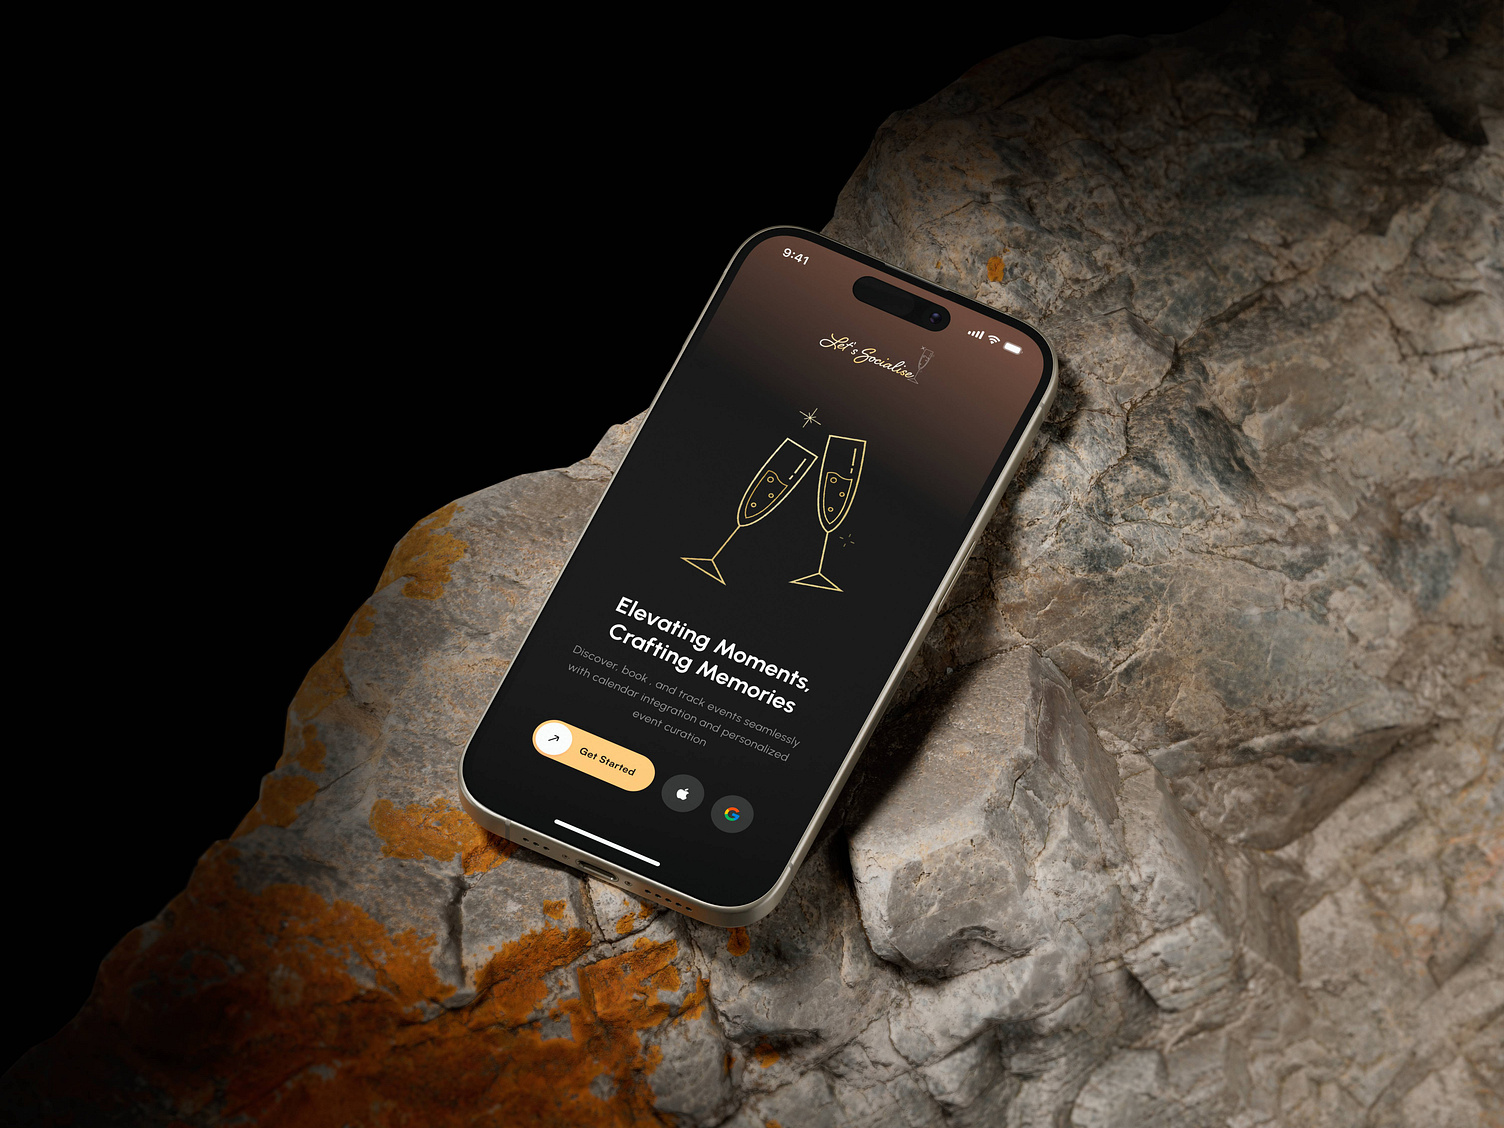 9:41
Let's Socialise
Elevating Moments,
Crafting Memories
Discover, book , and track events seamlessly
with calendar integration and personalized
event curation
Get Started